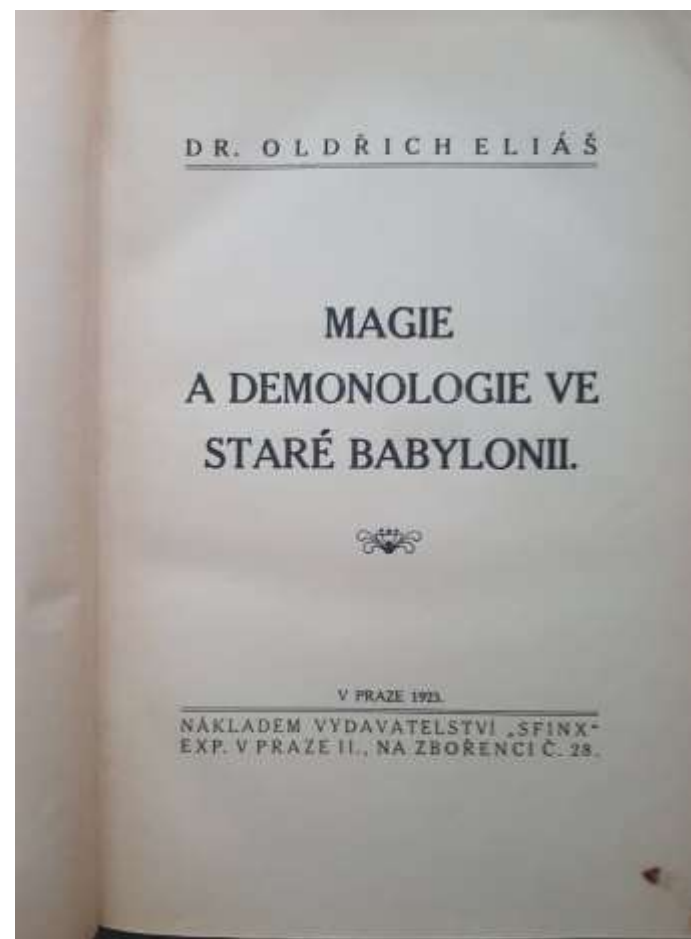 DR. OLDŘICH ELIÁŠ
MAGIE
A DEMONOLOGIE VE
STARÉ BABYLONII.
V PRAZE 1923.
NÁKLADEM VYDAVATELSTVÍ „SFINX“
EXP. V PRAZE II., NA ZBOŘENCI Č. 28.